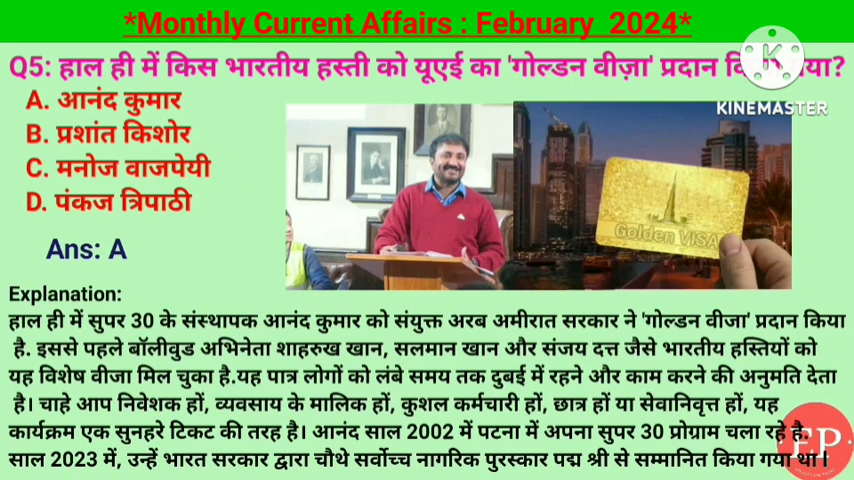 *Monthly Current Affairs : February 2024*
Q5: हाल ही में किस भारतीय हस्ती को यूएई का 'गोल्डन वीज़ा' प्रदान
KINEMASTER
A. आनंद कुमार
B. प्रशांत किशोर
C. मनोज वाजपेयी
D. पंकज त्रिपाठी
Golden VISA
Ans: A
Explanation:
हाल ही में सुपर 30 के संस्थापक आनंद कुमार को संयुक्त अरब अमीरात सरकार ने 'गोल्डन वीजा' प्रदान किया
है. इससे पहले बॉलीवुड अभिनेता शाहरुख खान, सलमान खान और संजय दत्त जैसे भारतीय हस्तियों को
यह विशेष वीजा मिल चुका है.यह पात्र लोगों को लंबे समय तक दुबई में रहने और काम करने की अनुमति देता
है। चाहे आप निवेशक हों, व्यवसाय के मालिक हों, कुशल कर्मचारी हों, छात्र हों या सेवानिवृत्त हों, यह
कार्यक्रम एक सुनहरे टिकट की तरह है। आनंद साल 2002 में पटना में अपना सुपर 30 प्रोग्राम चला रहे है.
साल 2023 में, उन्हें भारत सरकार द्वारा चौथे सर्वोच्च नागरिक पुरस्कार पद्म श्री से सम्मानित किया गया था।
EP